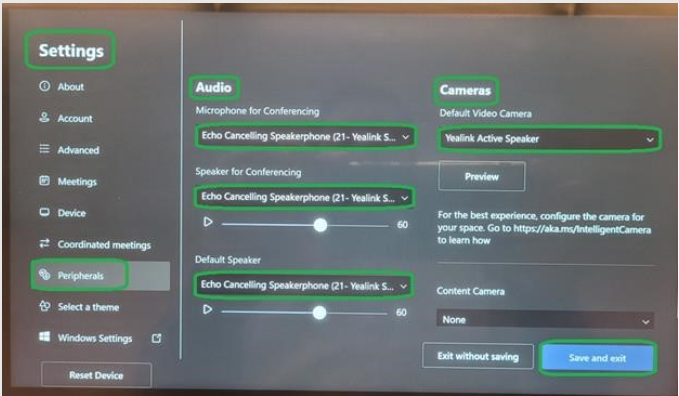 Settings
About
Account
Advanced
Meetings
Device
Coordinated meetings
Peripherals
Select a theme
Windows Settings
Reset Device
Audio
Microphone for Conferencing
Echo Cancelling Speakerphone (21- Yealink S...
Speaker for Conferencing
Echo Cancelling Speakerphone (21- Yealink S...
60
Default Speaker
Echo Cancelling Speakerphone (21- Yealink S...
60
Cameras
Default Video Camera
Yealink Active Speaker
Preview
For the best experience, configure the camera for
your space. Go to https://aka.ms/IntelligentCamera
to learn how
Content Camera
None
Exit without saving
Save and exit